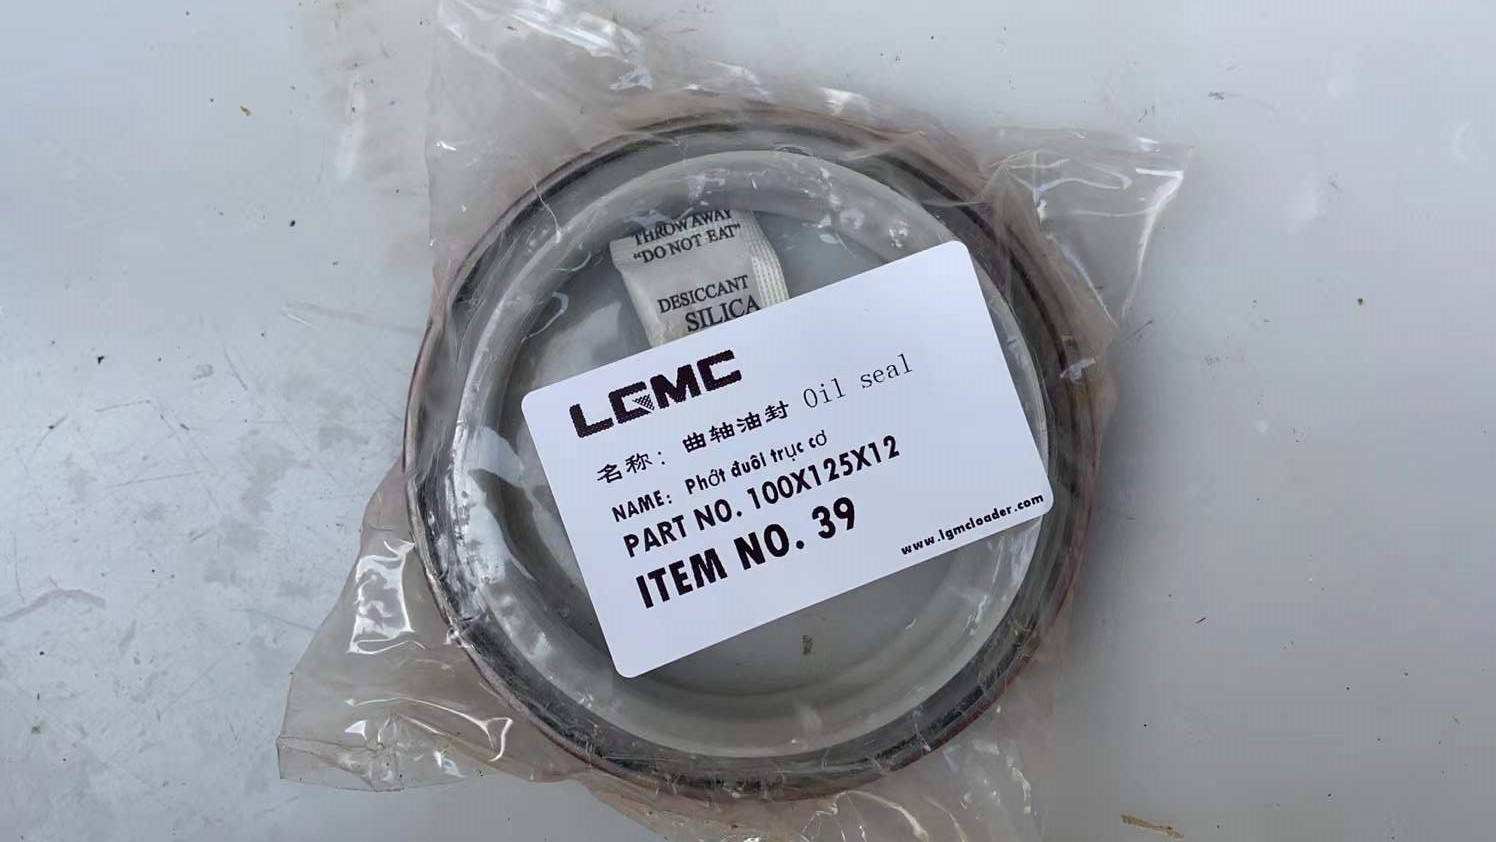 THROW AWAY
"DO NOT EAT"
DESICCANT
SILICA
LGMC
名称: 曲轴油封 Oil seal
NAME: Phớt đuôi trục cơ
PART NO. 100X125X12
ITEM NO. 39
www.lgmcloader.com